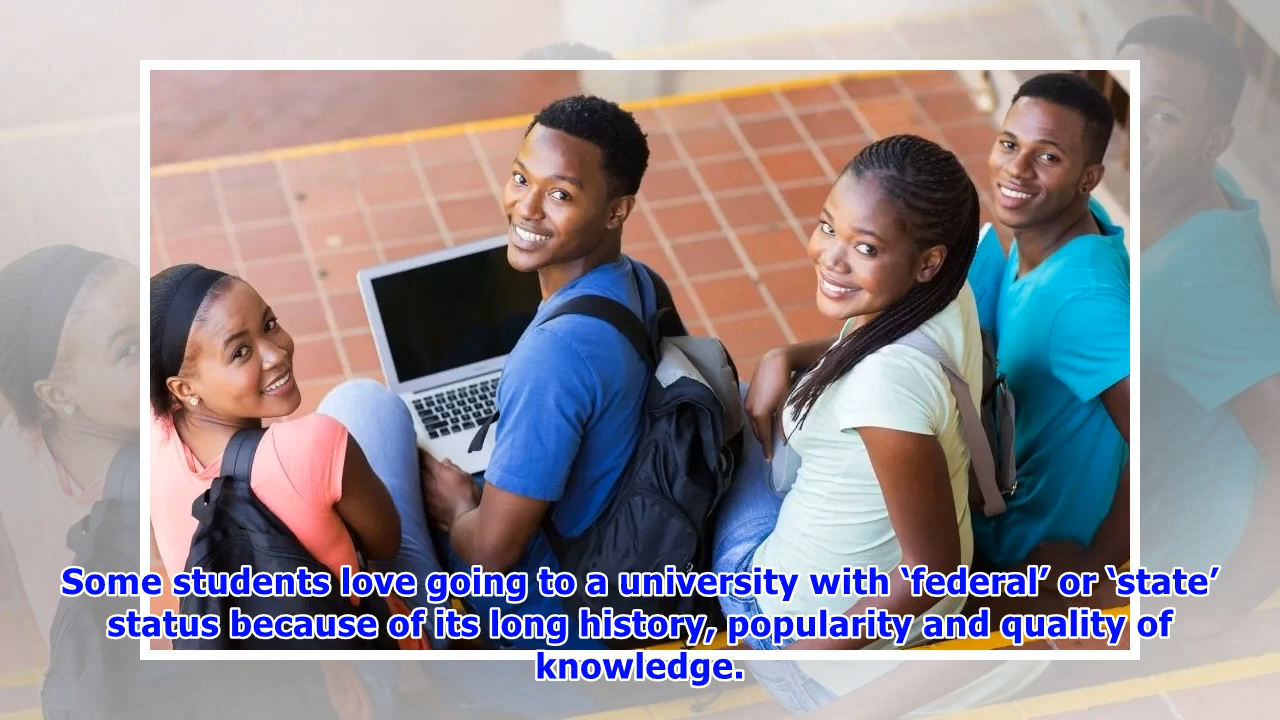 Some students love going to a university with ‘federal’ or ‘state’
status because of its long history, popularity and quality of
knowledge.